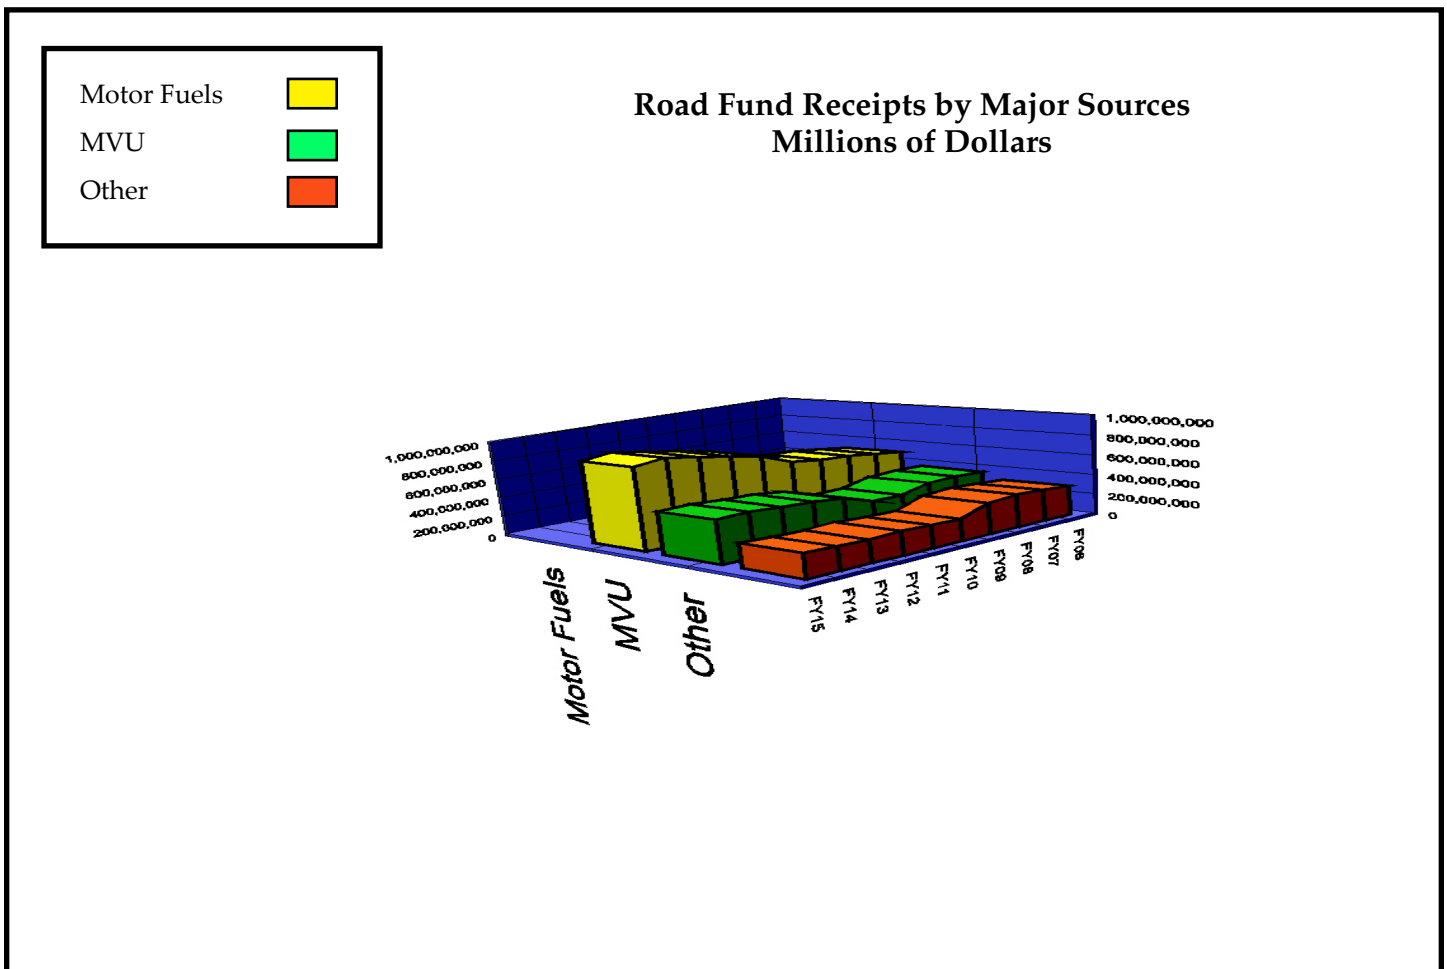 Motor Fuels
MVU
Other
Road Fund Receipts by Major Sources
Millions of Dollars
1,000,000,000
800,000,000
600,000,000
400,000,000
200,000,000
0
1,000,000,000
800,000,000
600,000,000
400,000,000
200,000,000
0
Motor Fuels
MVU
Other
FY15
FY14
FY13
FY12
FY11
FY10
FY09
FY08
FY07
FY06